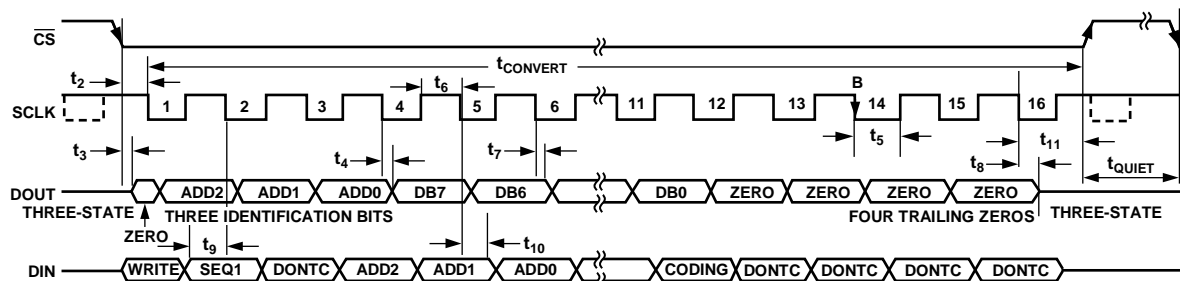 CS
t2
tCONVERT
SCLK
1 2 3 4 t6 5 6 11 12 13 B 14 15 16
t3
t4
t7
t5
t8
t11
tQUIET
DOUT
ADD2 ADD1 ADD0 DB7 DB6 DB0 ZERO ZERO ZERO ZERO
THREE-STATE THREE IDENTIFICATION BITS FOUR TRAILING ZEROS THREE-STATE
ZERO
t9
t10
DIN WRITE SEQ1 DONTC ADD2 ADD1 ADD0 CODING DONTC DONTC DONTC DONTC